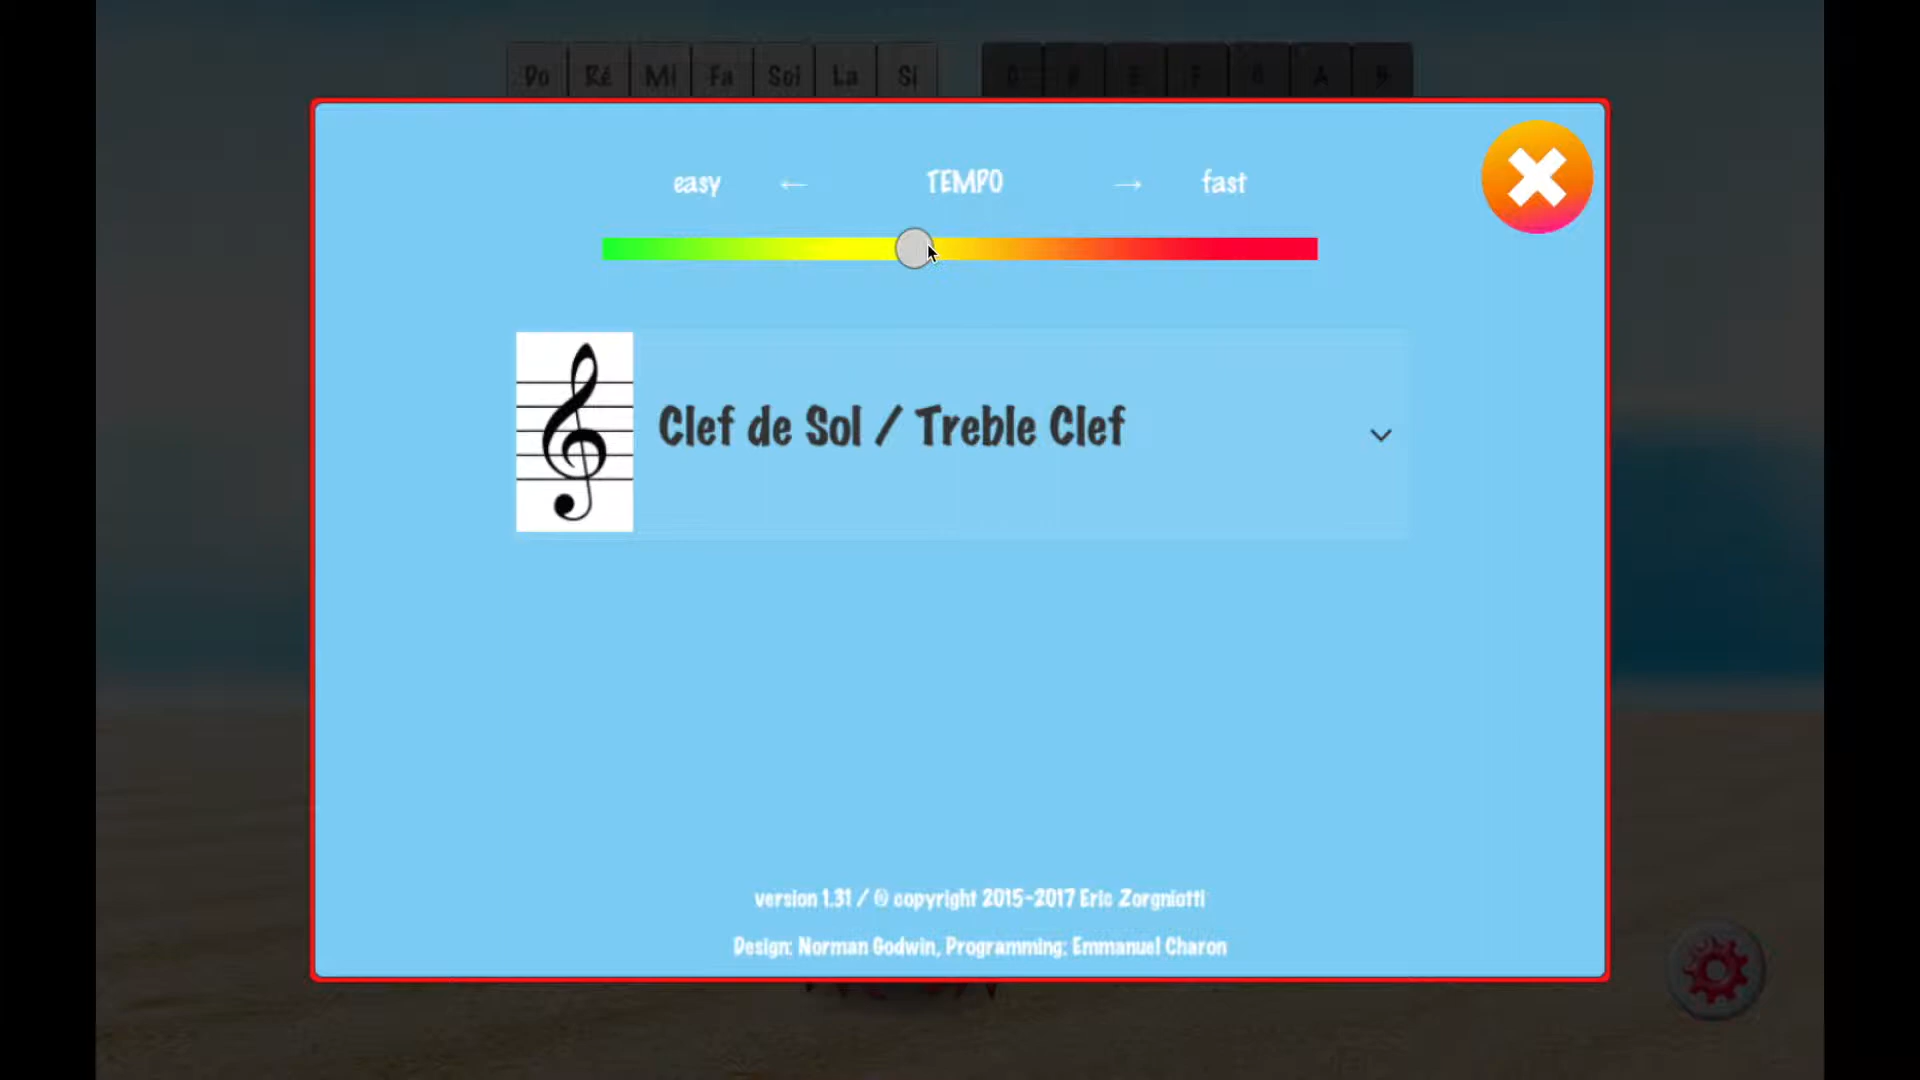 Do Ré Mi Fa Sol La Si
easy ← TEMPO → fast
Clef de Sol / Treble Clef
version 1.31 / © copyright 2015-2017 Eric Zorgniotti
Design: Norman Godwin, Programming: Emmanuel Charon